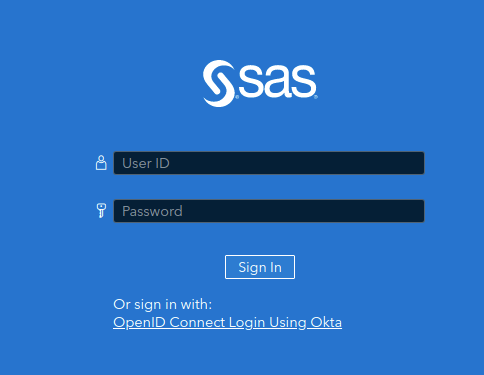 sas
User ID
Password
Sign In
Or sign in with:
OpenID Connect Login Using Okta